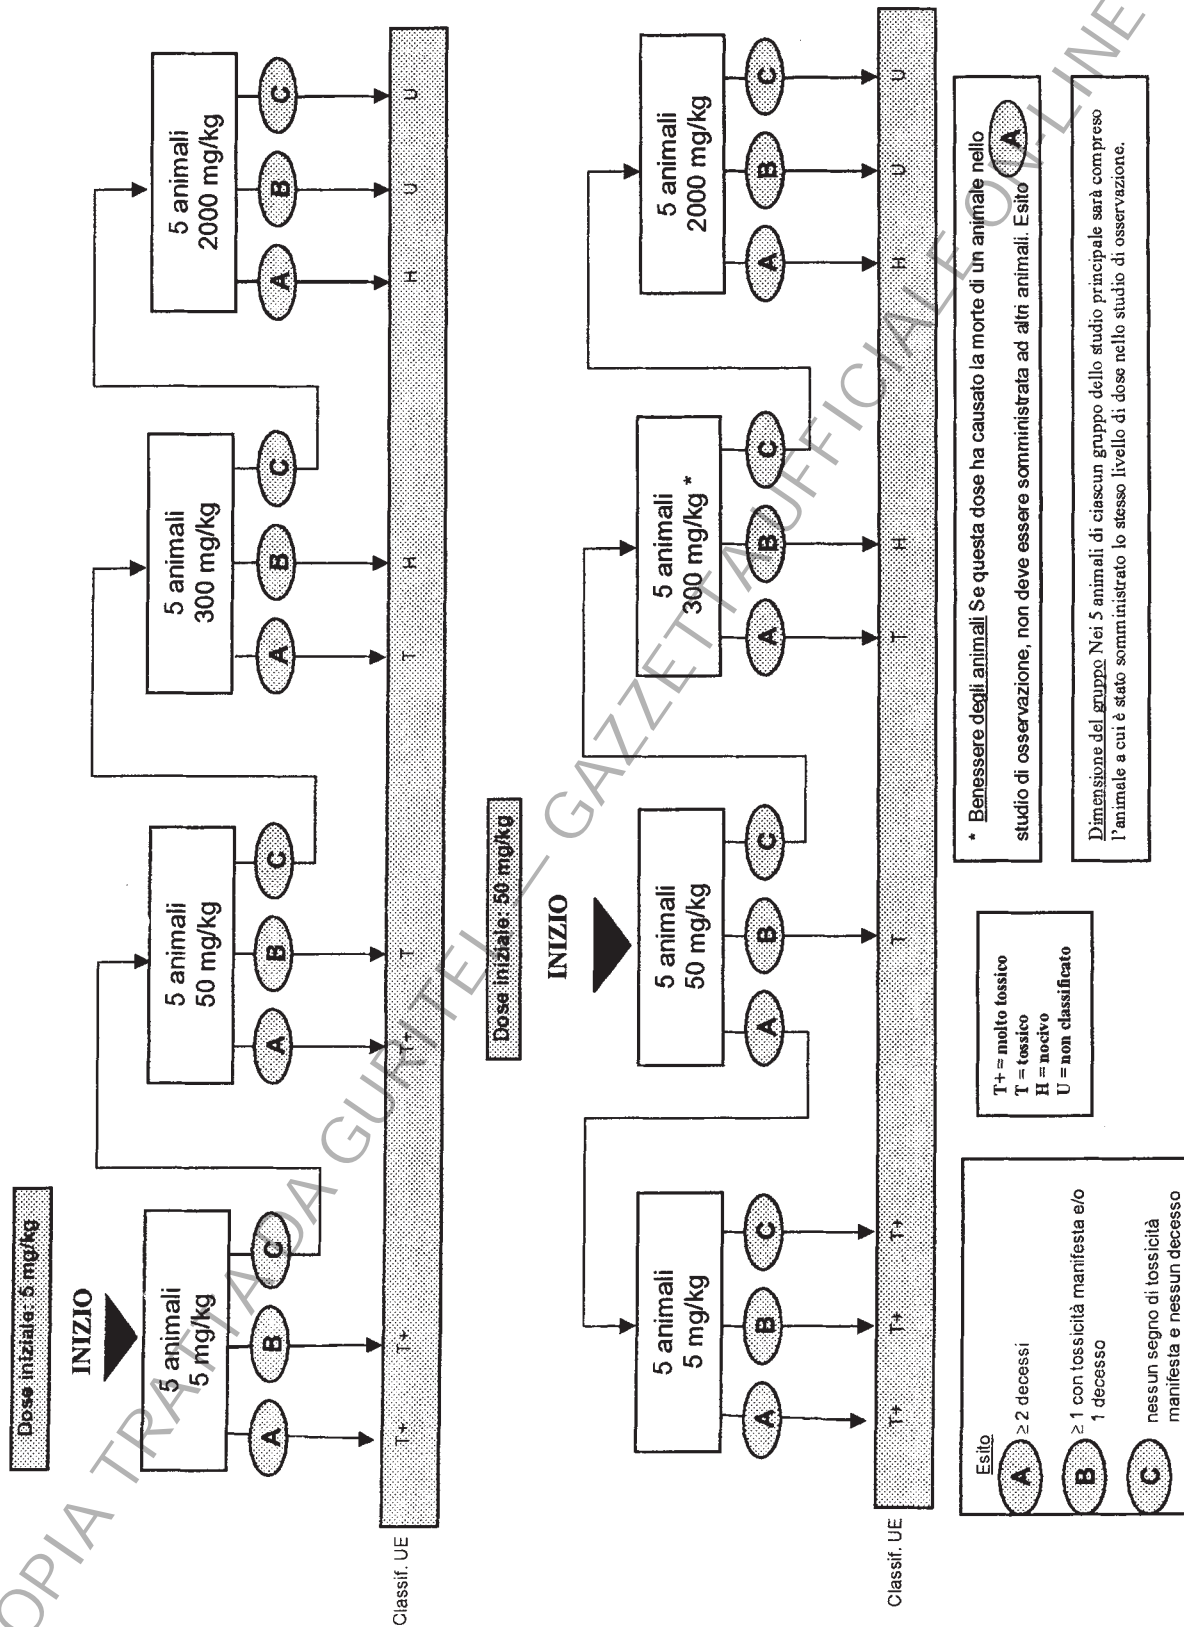 Dose iniziale: 5 mg/kg
INIZIO
5 animali
5 mg/kg
5 animali
50 mg/kg
5 animali
300 mg/kg
5 animali
2000 mg/kg
A
B
C
A
B
C
A
B
C
A
B
C
Classif. UE
T+
T+
T+
T
T
H
H
U
U
Dose iniziale: 50 mg/kg
INIZIO
5 animali
5 mg/kg
5 animali
50 mg/kg
5 animali
300 mg/kg *
5 animali
2000 mg/kg
A
B
C
A
B
C
A
B
C
A
B
C
Classif. UE
T+
T+
T+
T
T
H
H
U
U
Esito
A ≥ 2 decessi
B ≥ 1 con tossicità manifesta e/o
1 decesso
C nessun segno di tossicità
manifesta e nessun decesso
T+ = molto tossico
T = tossico
H = nocivo
U = non classificato
* Benessere degli animali Se questa dose ha causato la morte di un animale nello
studio di osservazione, non deve essere somministrata ad altri animali. Esito A
Dimensione del gruppo Nei 5 animali di ciascun gruppo dello studio principale sarà compreso
l'animale a cui è stato somministrato lo stesso livello di dose nello studio di osservazione.
COPIA TRATTA DA GURITEL — GAZZETTA UFFICIALE ON-LINE